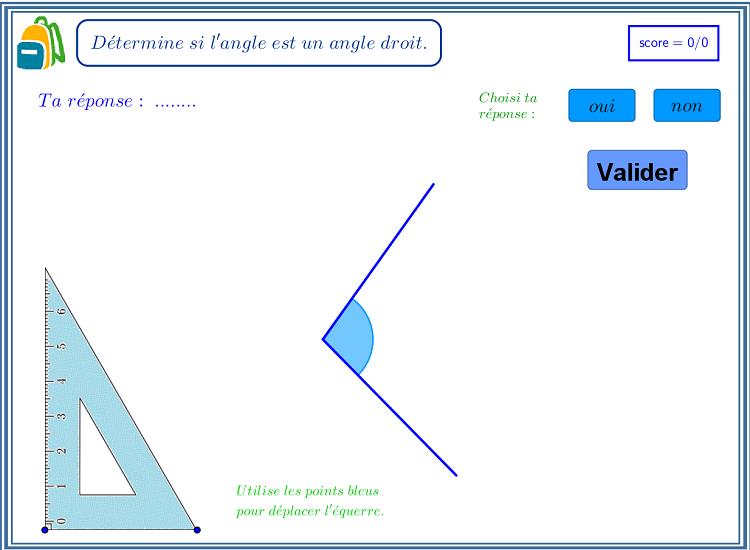 Détermine si l'angle est un angle droit.
score = 0/0
Ta réponse : ........
Choisi ta
réponse :
oui
non
Valider
6
5
4
3
2
1
0
Utilise les points bleus
pour déplacer l'équerre.